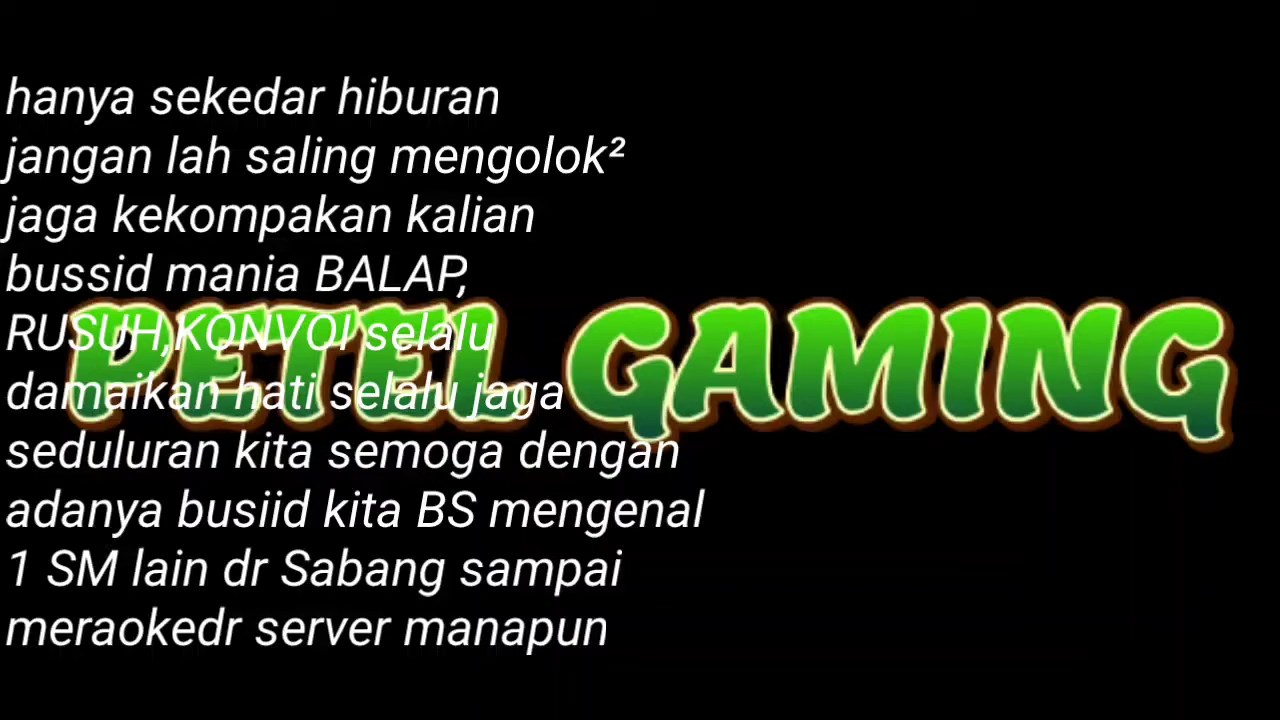 hanya sekedar hiburan
jangan lah saling mengolok²
jaga kekompakan kalian
bussid mania BALAP,
RUSUH,KONVOI selalu
damaikan hati selalu jaga
seduluran kita semoga dengan
adanya busiid kita BS mengenal
1 SM lain dr Sabang sampai
meraokedr server manapun
PETEL GAMING